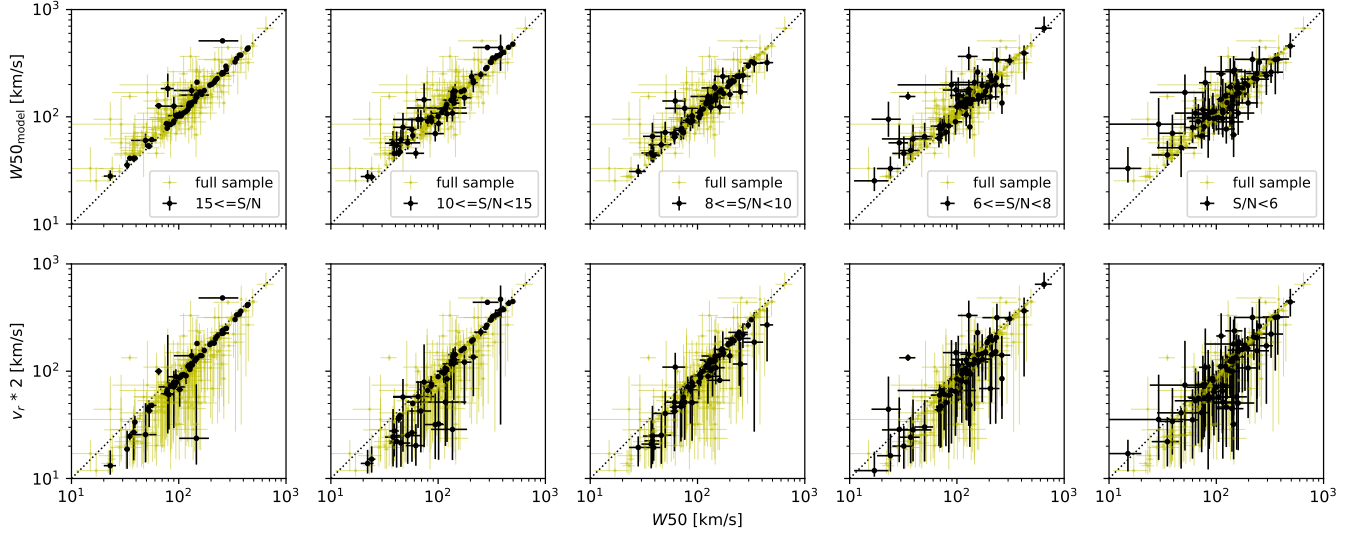 10³
10²
10¹
W50model [km/s]
full sample
15<=S/N
full sample
10<=S/N<15
full sample
8<=S/N<10
full sample
6<=S/N<8
full sample
S/N<6
10³
10²
10¹
vᵣ * 2 [km/s]
10¹ 10² 10³
10¹ 10² 10³
10¹ 10² 10³
10¹ 10² 10³
10¹ 10² 10³
W50 [km/s]